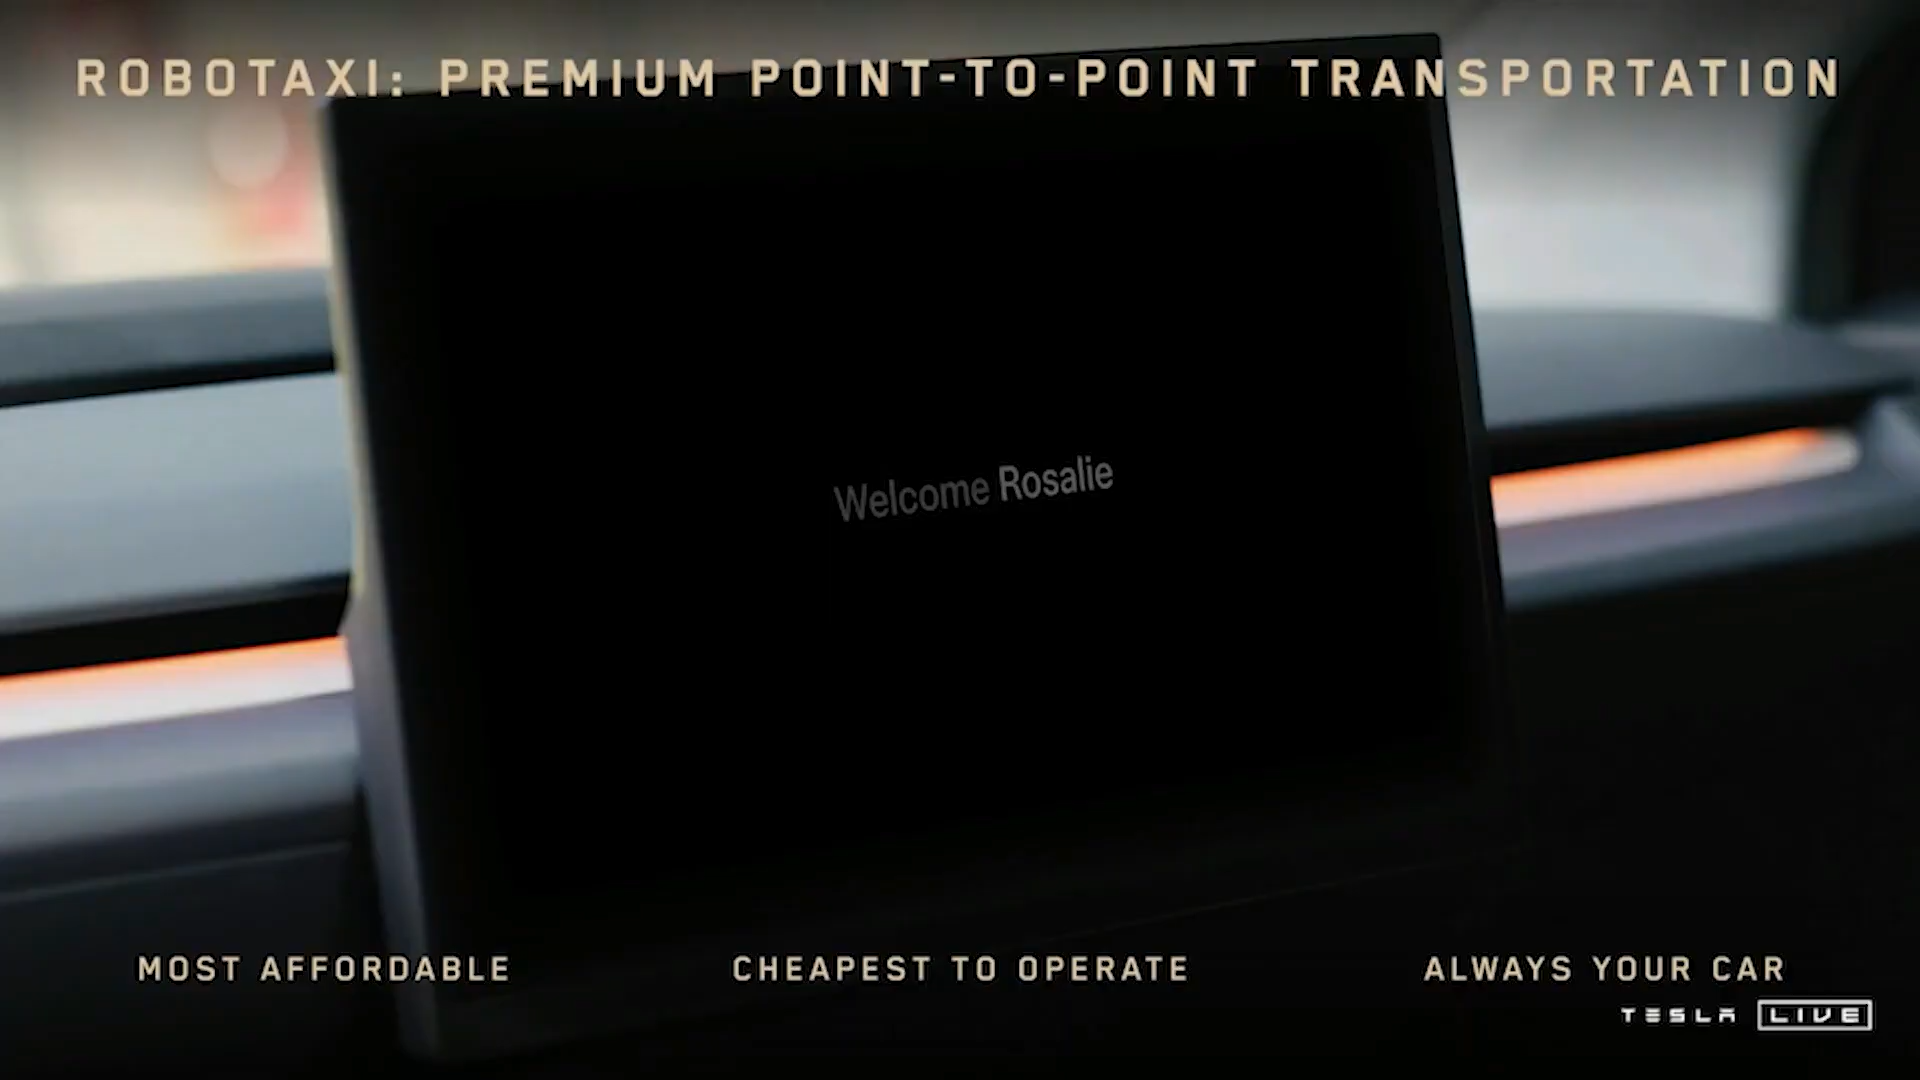 ROBOTAXI: PREMIUM POINT-TO-POINT TRANSPORTATION
Welcome Rosalie
MOST AFFORDABLE
CHEAPEST TO OPERATE
ALWAYS YOUR CAR
TESLA LIVE